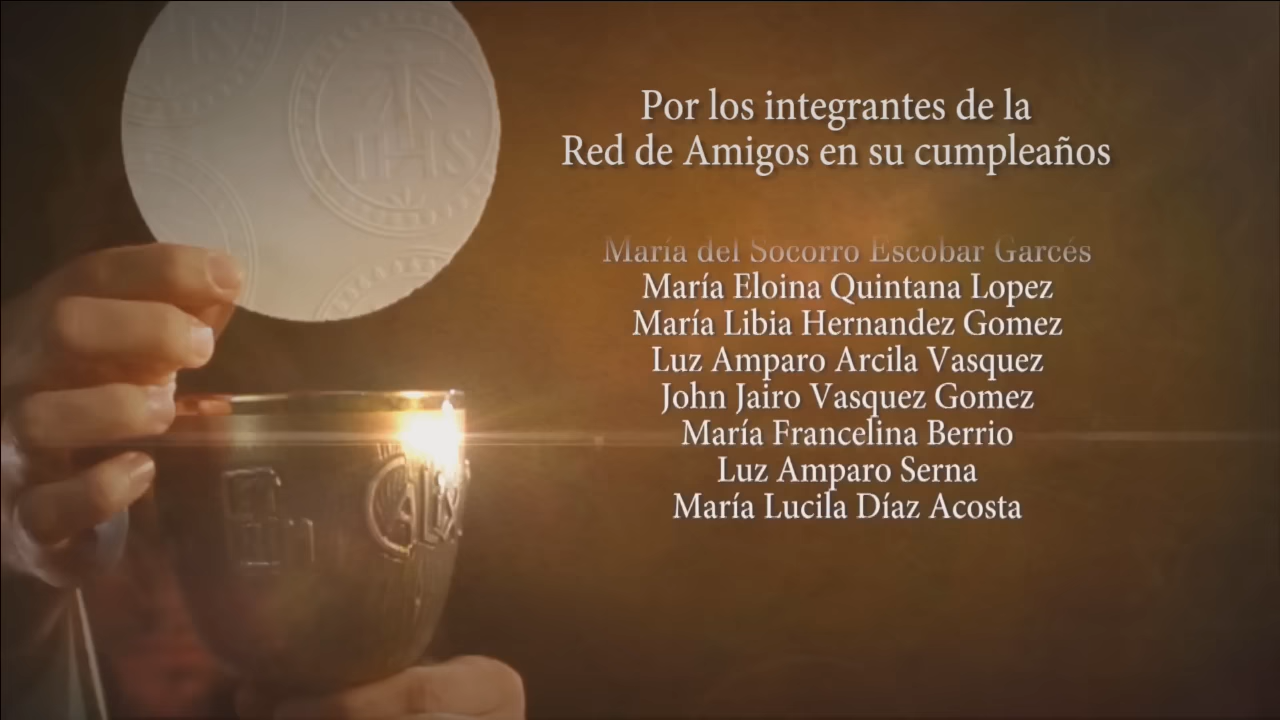 IHS
Por los integrantes de la
Red de Amigos en su cumpleaños
María del Socorro Escobar Garcés
María Eloina Quintana Lopez
María Libia Hernandez Gomez
Luz Amparo Arcila Vasquez
John Jairo Vasquez Gomez
María Francelina Berrio
Luz Amparo Serna
María Lucila Díaz Acosta